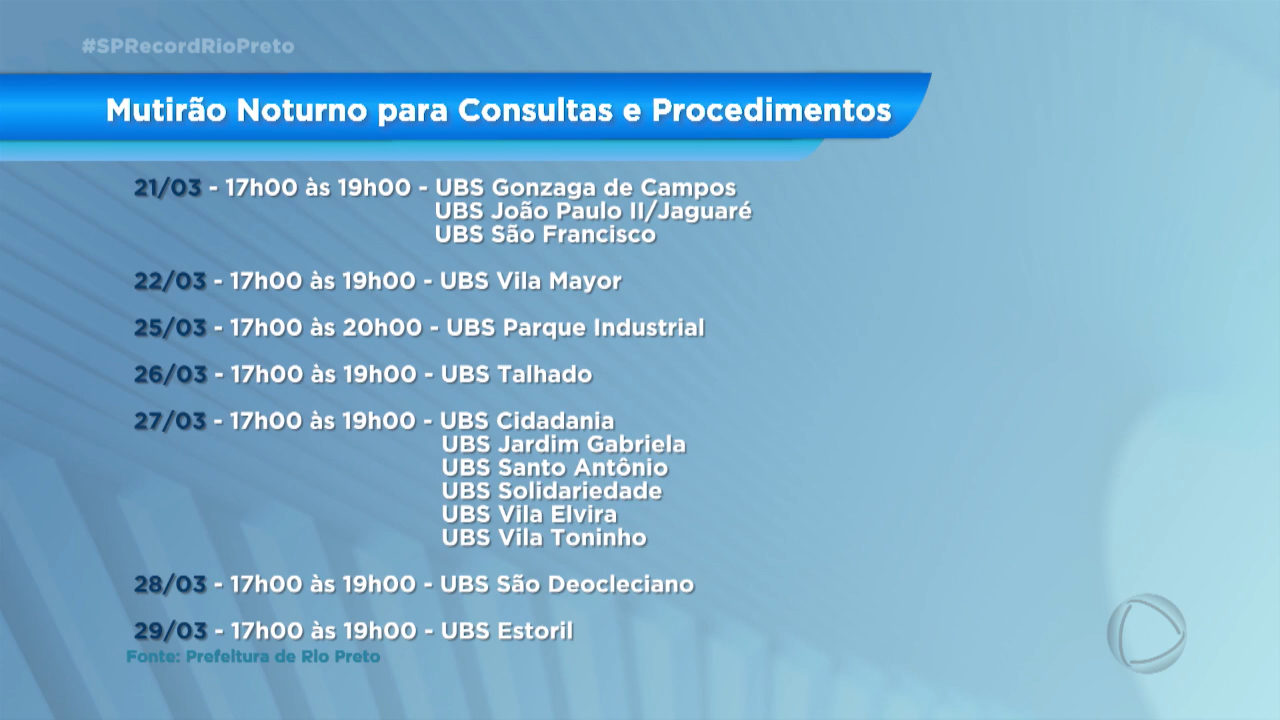 #SPRecordRioPreto
Mutirão Noturno para Consultas e Procedimentos
21/03 - 17h00 às 19h00 - UBS Gonzaga de Campos
UBS João Paulo II/Jaguaré
UBS São Francisco
22/03 - 17h00 às 19h00 - UBS Vila Mayor
25/03 - 17h00 às 20h00 - UBS Parque Industrial
26/03 - 17h00 às 19h00 - UBS Talhado
27/03 - 17h00 às 19h00 - UBS Cidadania
UBS Jardim Gabriela
UBS Santo Antônio
UBS Solidariedade
UBS Vila Elvira
UBS Vila Toninho
28/03 - 17h00 às 19h00 - UBS São Deocleciano
29/03 - 17h00 às 19h00 - UBS Estoril
Fonte: Prefeitura de Rio Preto